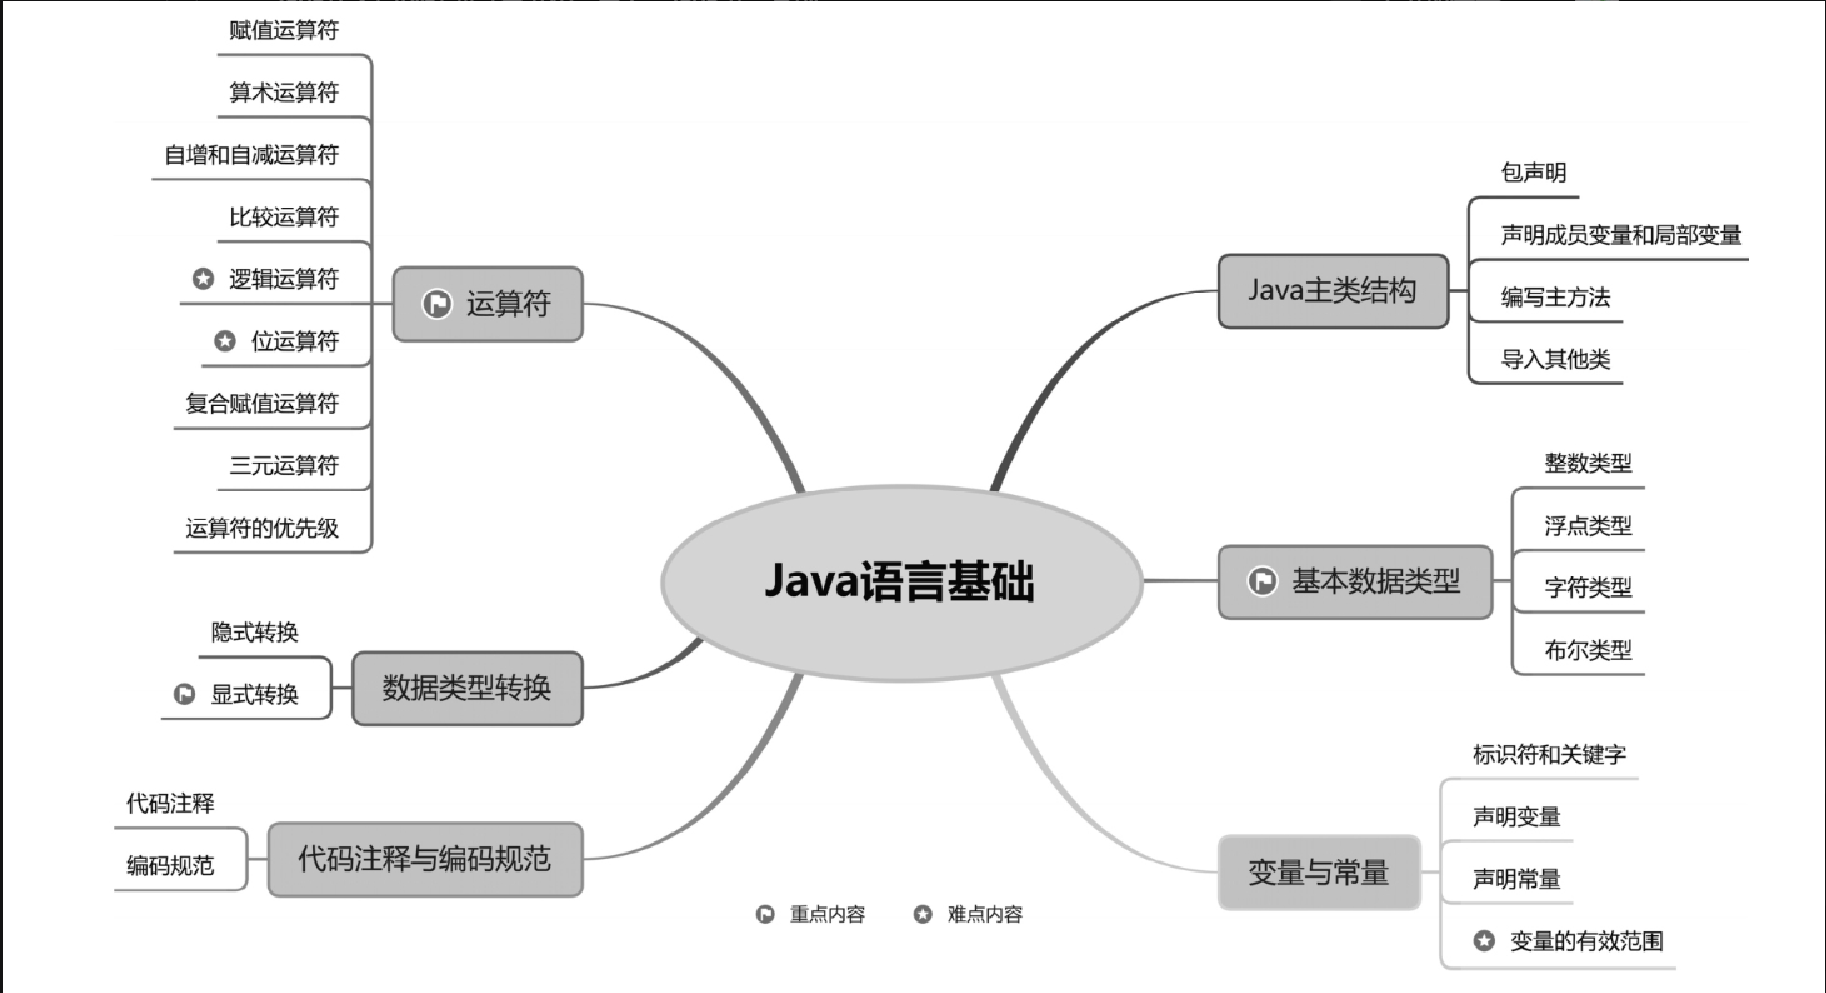 Java语言基础
Java主类结构
包声明
声明成员变量和局部变量
编写主方法
导入其他类
基本数据类型
整数类型
浮点类型
字符类型
布尔类型
变量与常量
标识符和关键字
声明变量
声明常量
变量的有效范围
运算符
赋值运算符
算术运算符
自增和自减运算符
比较运算符
逻辑运算符
位运算符
复合赋值运算符
三元运算符
运算符的优先级
数据类型转换
隐式转换
显式转换
代码注释与编码规范
代码注释
编码规范
重点内容
难点内容